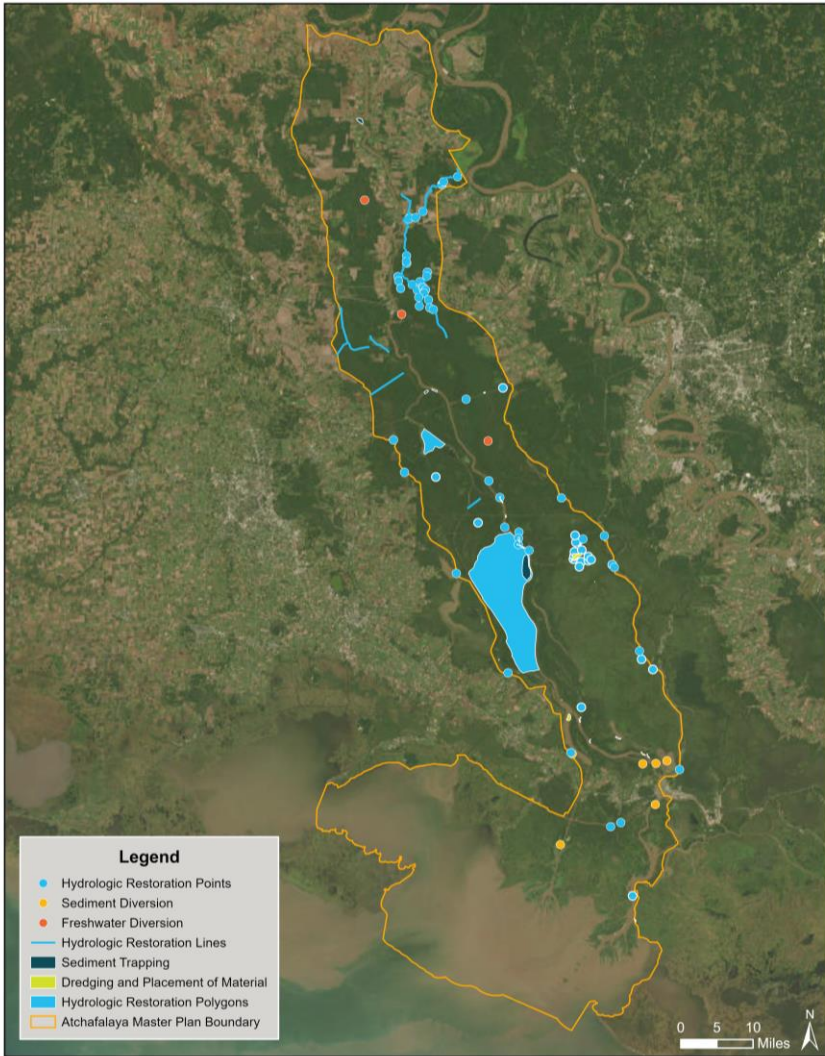 Legend
Hydrologic Restoration Points
Sediment Diversion
Freshwater Diversion
Hydrologic Restoration Lines
Sediment Trapping
Dredging and Placement of Material
Hydrologic Restoration Polygons
Atchafalaya Master Plan Boundary
N
0 5 10
Miles